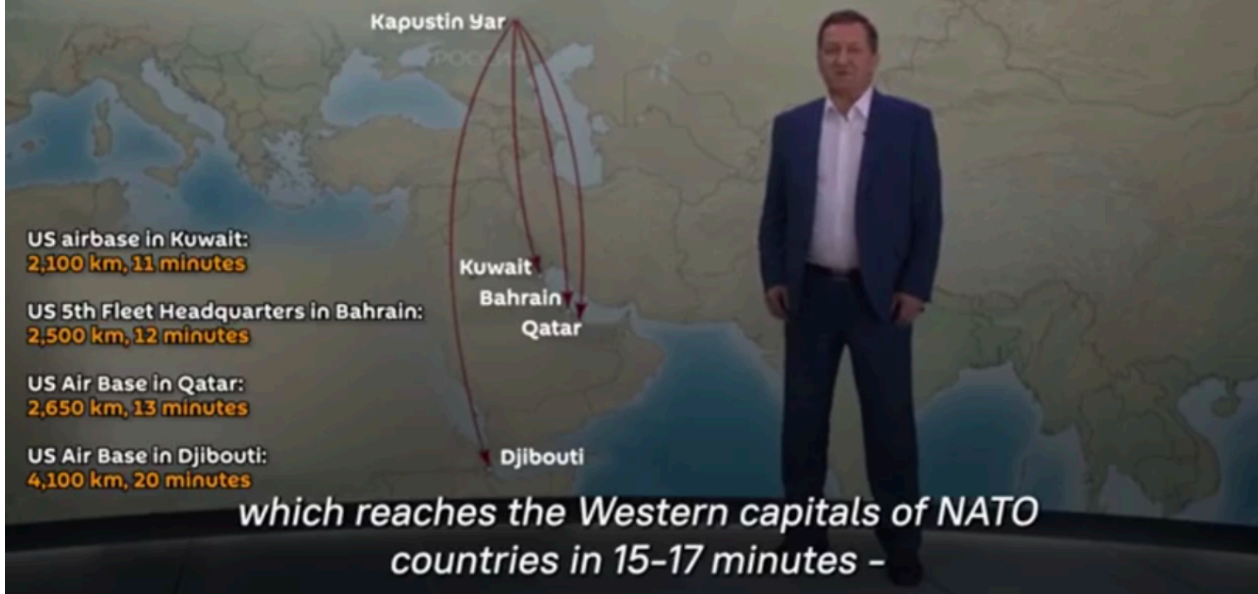 Kapustin Yar
РОССИЯ
US airbase in Kuwait:
2,100 km, 11 minutes
Kuwait
US 5th Fleet Headquarters in Bahrain:
2,500 km, 12 minutes
Bahrain
Qatar
US Air Base in Qatar:
2,650 km, 13 minutes
US Air Base in Djibouti:
4,100 km, 20 minutes
Djibouti
which reaches the Western capitals of NATO
countries in 15-17 minutes -